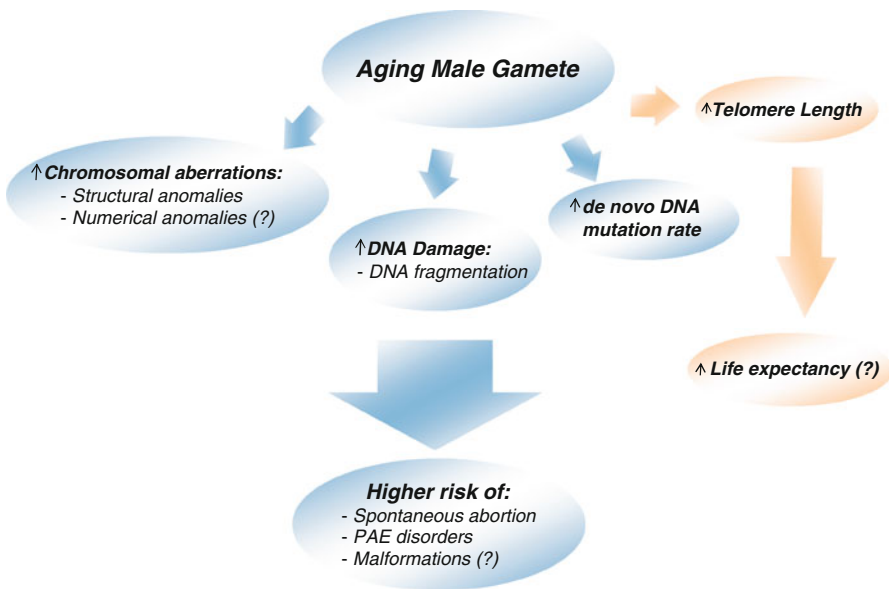 Aging Male Gamete
↑Telomere Length
↑Chromosomal aberrations:
- Structural anomalies
- Numerical anomalies (?)
↑de novo DNA
mutation rate
↑DNA Damage:
- DNA fragmentation
↑ Life expectancy (?)
Higher risk of:
- Spontaneous abortion
- PAE disorders
- Malformations (?)